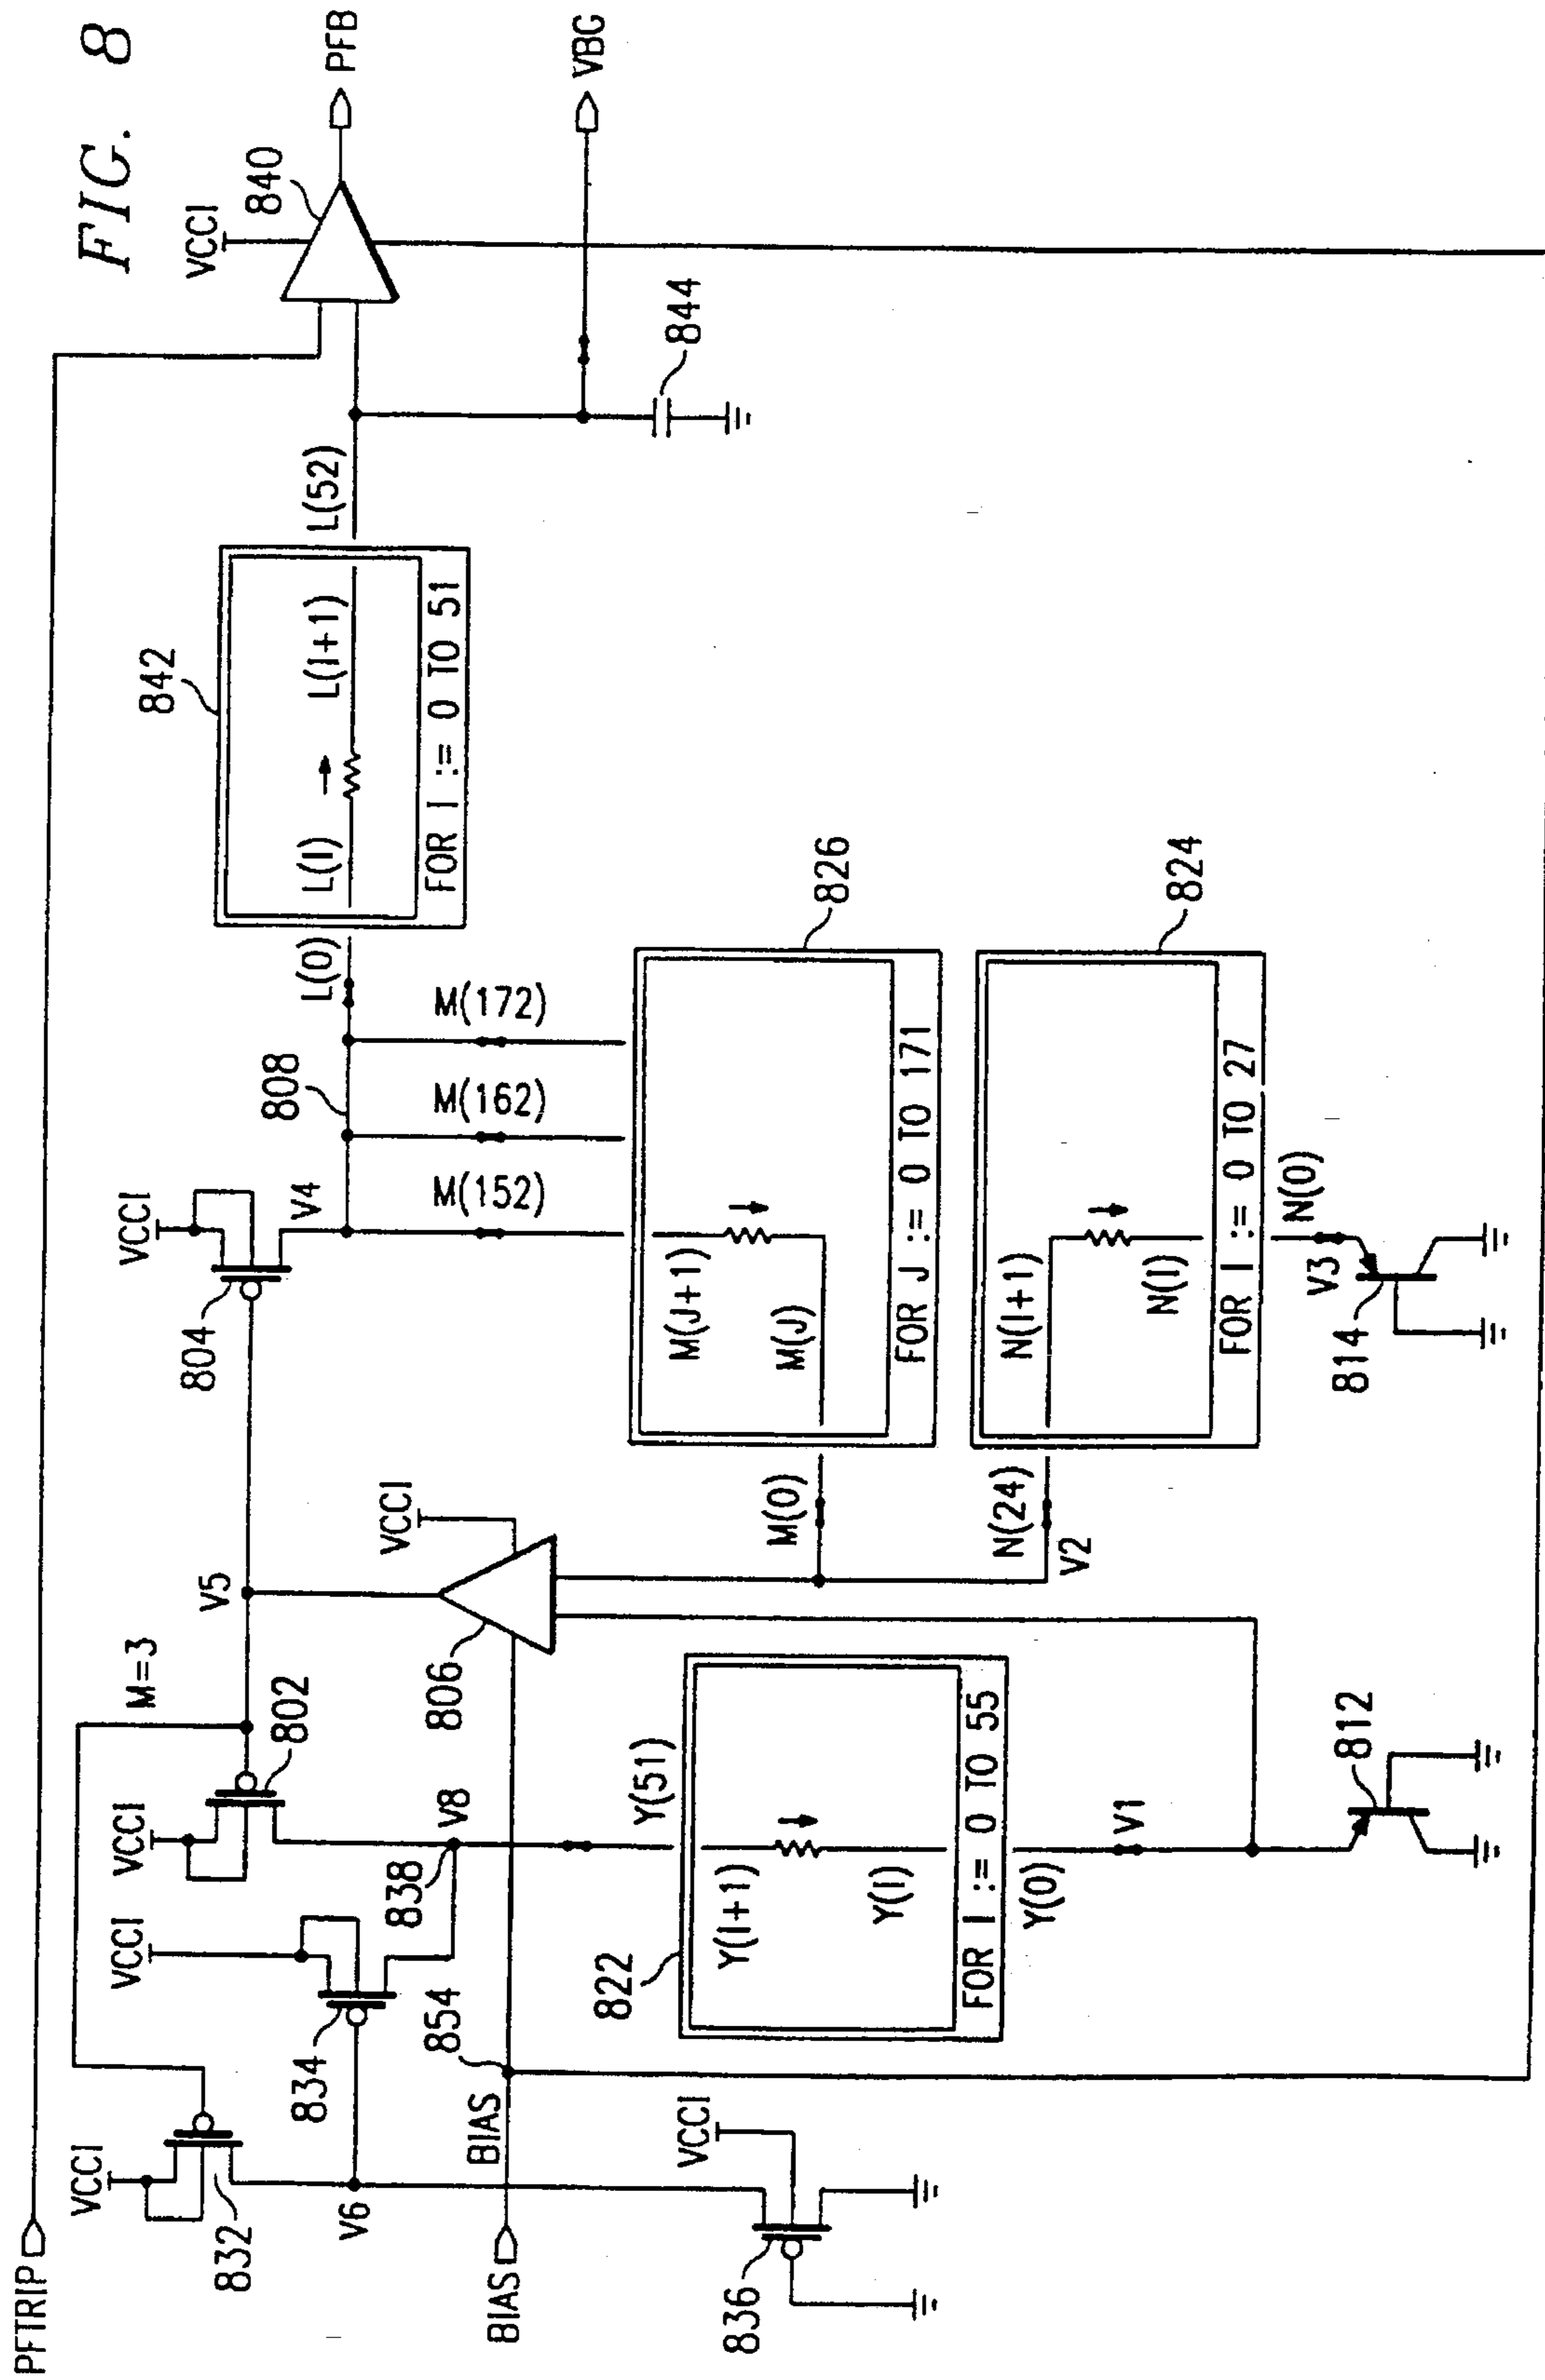 FIG. 8
PFTRIP
VCCI
840
PFB
VBG
844
VCCI
832
M=3
V5
VCCI
804
V4
808
L(0)
842
L(I)
L(I+1)
FOR I := 0 TO 51
L(52)
VCCI
834
VCCI
802
V8
838
V6
BIAS
BIAS
854
806
VCCI
M(152)
M(162)
M(172)
826
M(J+1)
M(J)
FOR J := 0 TO 171
M(0)
VCCI
836
822
Y(51)
Y(I+1)
Y(I)
FOR I := 0 TO 55
Y(0)
V1
812
N(24)
V2
824
N(I+1)
N(I)
FOR I := 0 TO 27
N(0)
V3
814